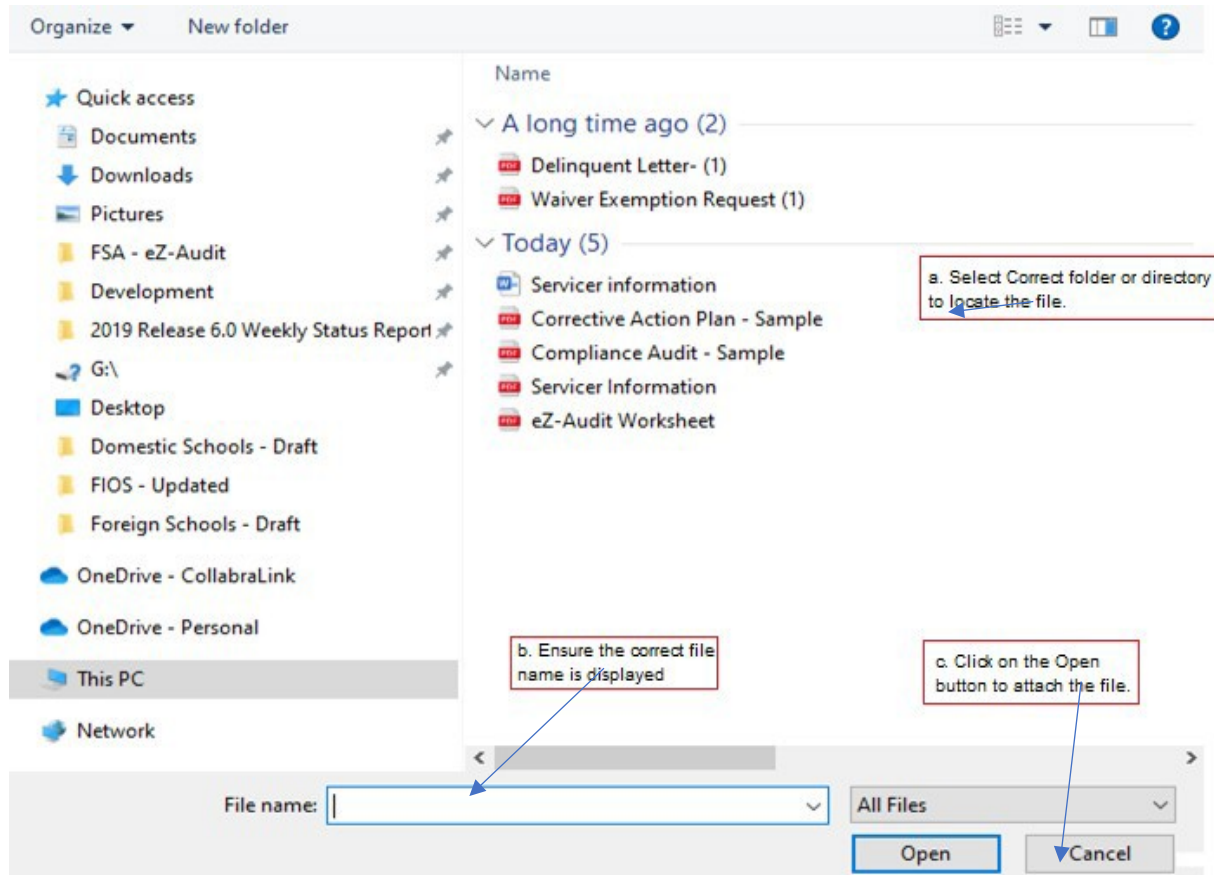 Organize New folder
Quick access
Documents
Downloads
Pictures
FSA - eZ-Audit
Development
2019 Release 6.0 Weekly Status Report
G:\
Desktop
Domestic Schools - Draft
FIOS - Updated
Foreign Schools - Draft
OneDrive - CollabraLink
OneDrive - Personal
This PC
Network
Name
A long time ago (2)
Delinquent Letter- (1)
Waiver Exemption Request (1)
Today (5)
Servicer information
Corrective Action Plan - Sample
Compliance Audit - Sample
Servicer Information
eZ-Audit Worksheet
a. Select Correct folder or directory
to locate the file.
b. Ensure the correct file
name is displayed
c. Click on the Open
button to attach the file.
File name: All Files
Open Cancel